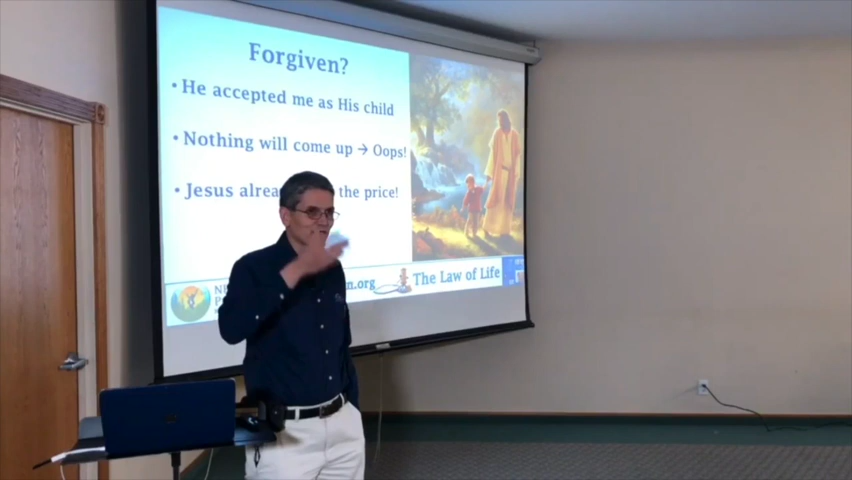 Forgiven?
• He accepted me as His child
• Nothing will come up → Oops!
• Jesus the price!
.org
The Law of Life